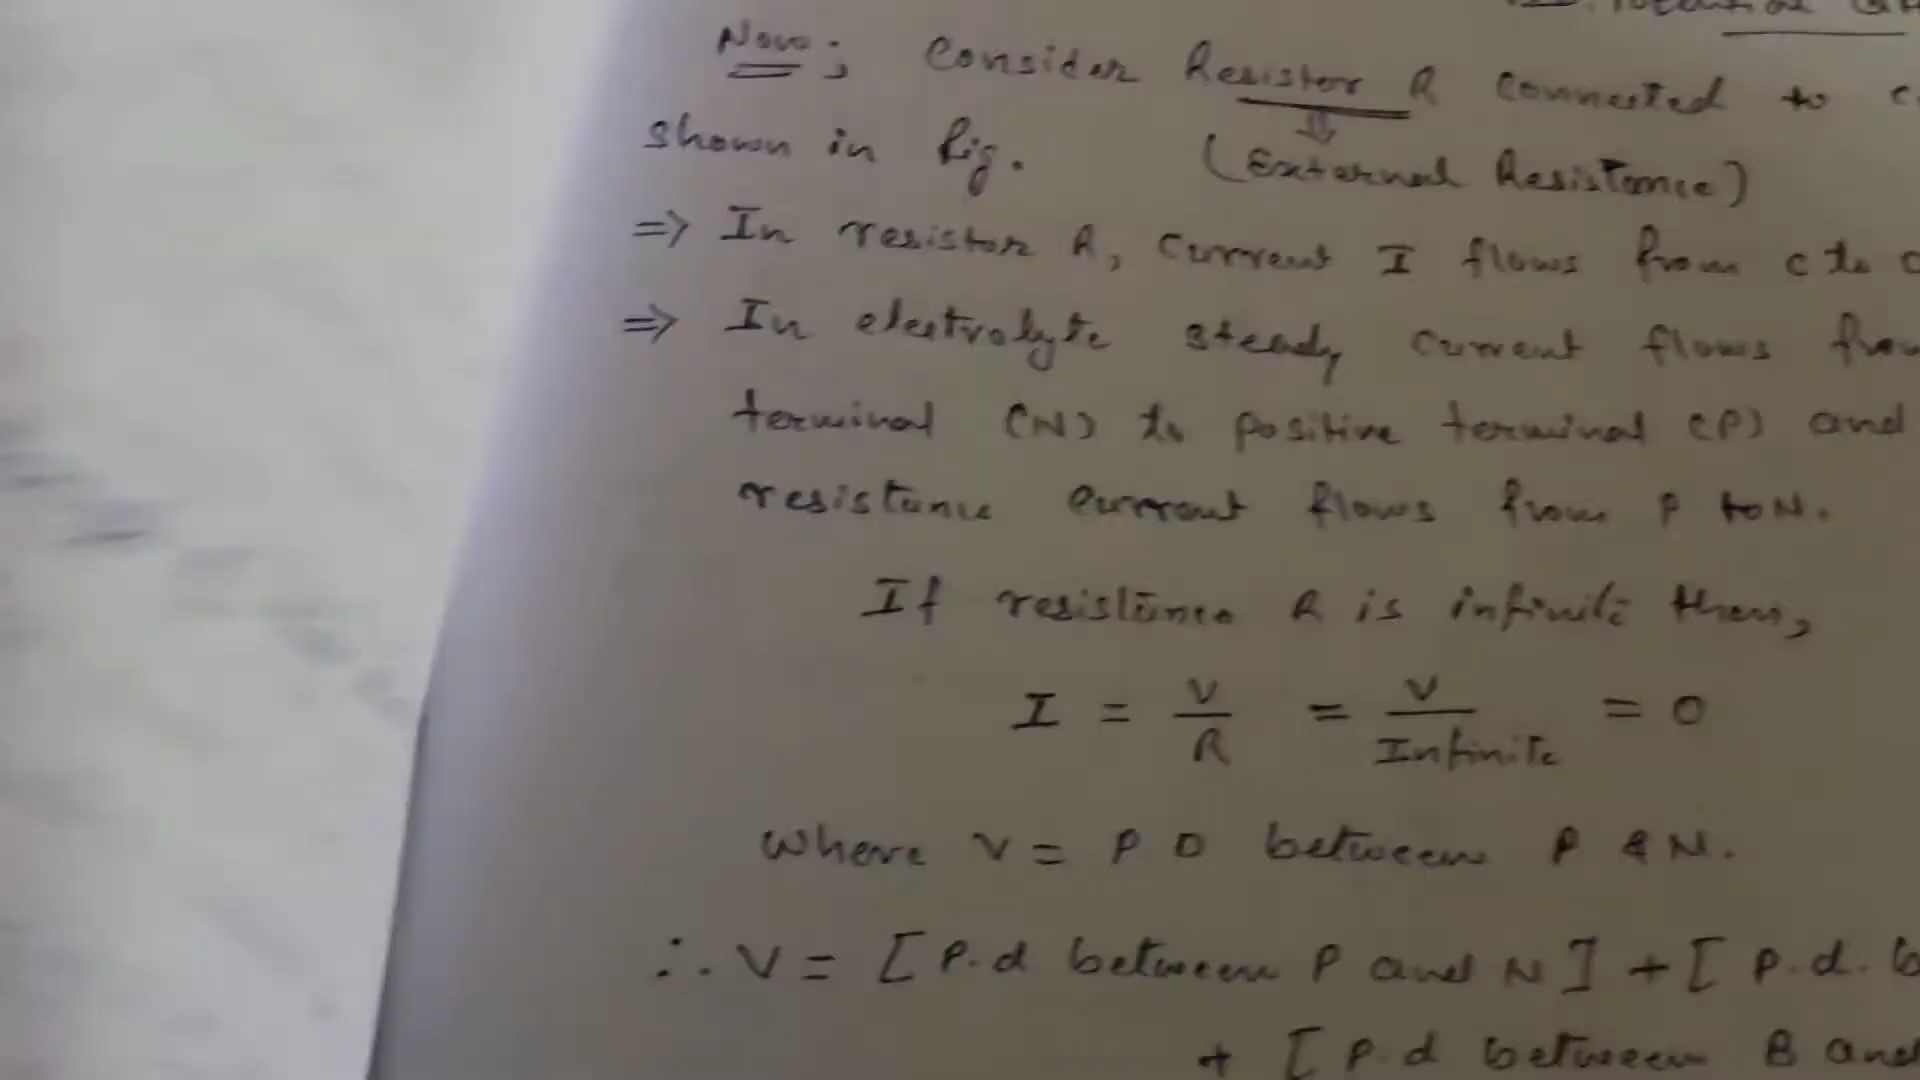 Potential
Now; Consider Resistor R connected to
shown in fig. (External Resistance)
=> In resistor R, current I flows from C to
=> In electrolyte steady current flows from
terminal (N) to positive terminal (P) and
resistance current flows from P to N.
If resistance R is infinite then,
I = V/R = V/Infinite = 0
where V = P D between P & N.
∴ V = [P.d between P and N] + [P.d. b
+ [P.d between B and